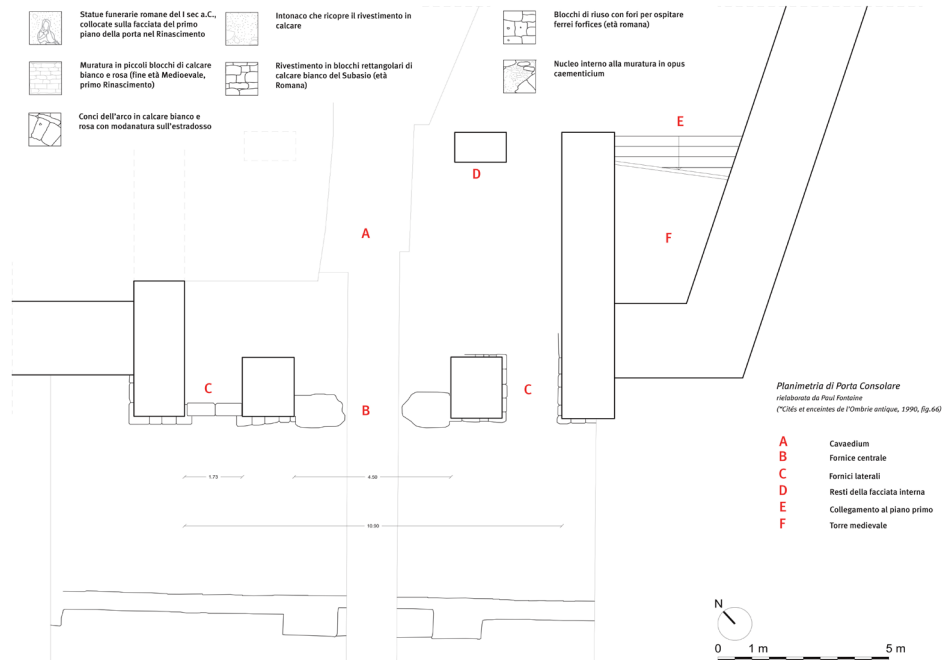 Statue funerarie romane del I sec a.C.,
collocate sulla facciata del primo
piano della porta nel Rinascimento
Intonaco che ricopre il rivestimento in
calcare
Blocchi di riuso con fori per ospitare
ferrei forfices (età romana)
Muratura in piccoli blocchi di calcare
bianco e rosa (fine età Medioevale,
primo Rinascimento)
Rivestimento in blocchi rettangolari di
calcare bianco del Subasio (età
Romana)
Nucleo interno alla muratura in opus
caementicium
Conci dell'arco in calcare bianco e
rosa con modanatura sull'estradosso
E
D
A
F
C
C
B
1.73
4.50
10.00
Planimetria di Porta Consolare
rielaborata da Paul Fontaine
("Cités et enceintes de l'Ombrie antique, 1990, fig.66)
A Cavaedium
B Fornice centrale
C Fornici laterali
D Resti della facciata interna
E Collegamento al piano primo
F Torre medievale
N
0 1 m 5 m